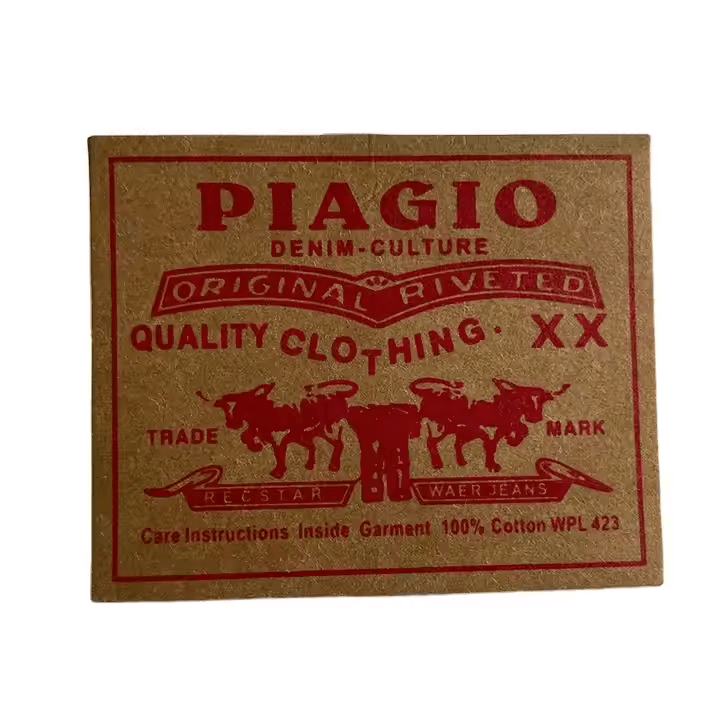 PIAGIO
DENIM-CULTURE
ORIGINAL RIVETED
QUALITY CLOTHING. XX
TRADE MARK
RECSTAR WAER JEANS
Care Instructions Inside Garment 100% Cotton WPL 423